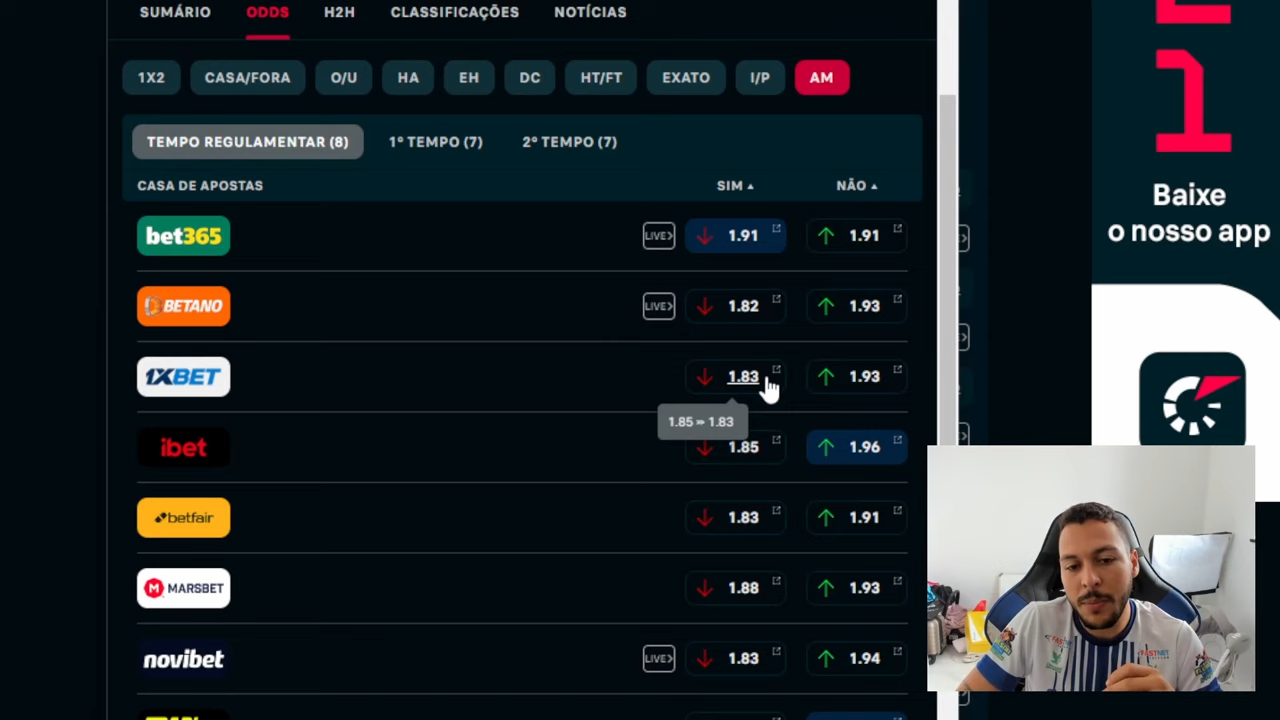 SUMÁRIO ODDS H2H CLASSIFICAÇÕES NOTÍCIAS
1X2 CASA/FORA O/U HA EH DC HT/FT EXATO I/P AM
TEMPO REGULAMENTAR (8) 1º TEMPO (7) 2º TEMPO (7)
CASA DE APOSTAS SIM NÃO
bet365 LIVE 1.91 1.91
BETANO LIVE 1.82 1.93
1XBET 1.83 1.93
1.85 » 1.83
ibet 1.85 1.96
betfair 1.83 1.91
MARSBET 1.88 1.93
novibet LIVE 1.83 1.94
1
Baixe
o nosso app
FASTNET